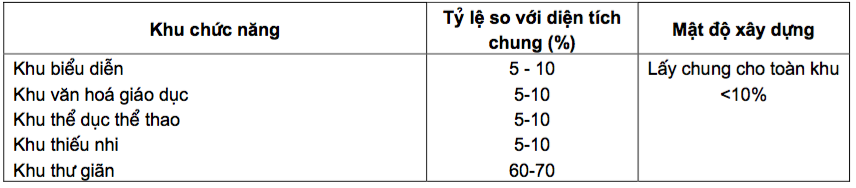 Khu chức năng Tỷ lệ so với diện tích chung (%) Mật độ xây dựng
Khu biểu diễn 5 - 10 Lấy chung cho toàn khu
Khu văn hoá giáo dục 5-10 <10%
Khu thể dục thể thao 5-10
Khu thiếu nhi 5-10
Khu thư giãn 60-70